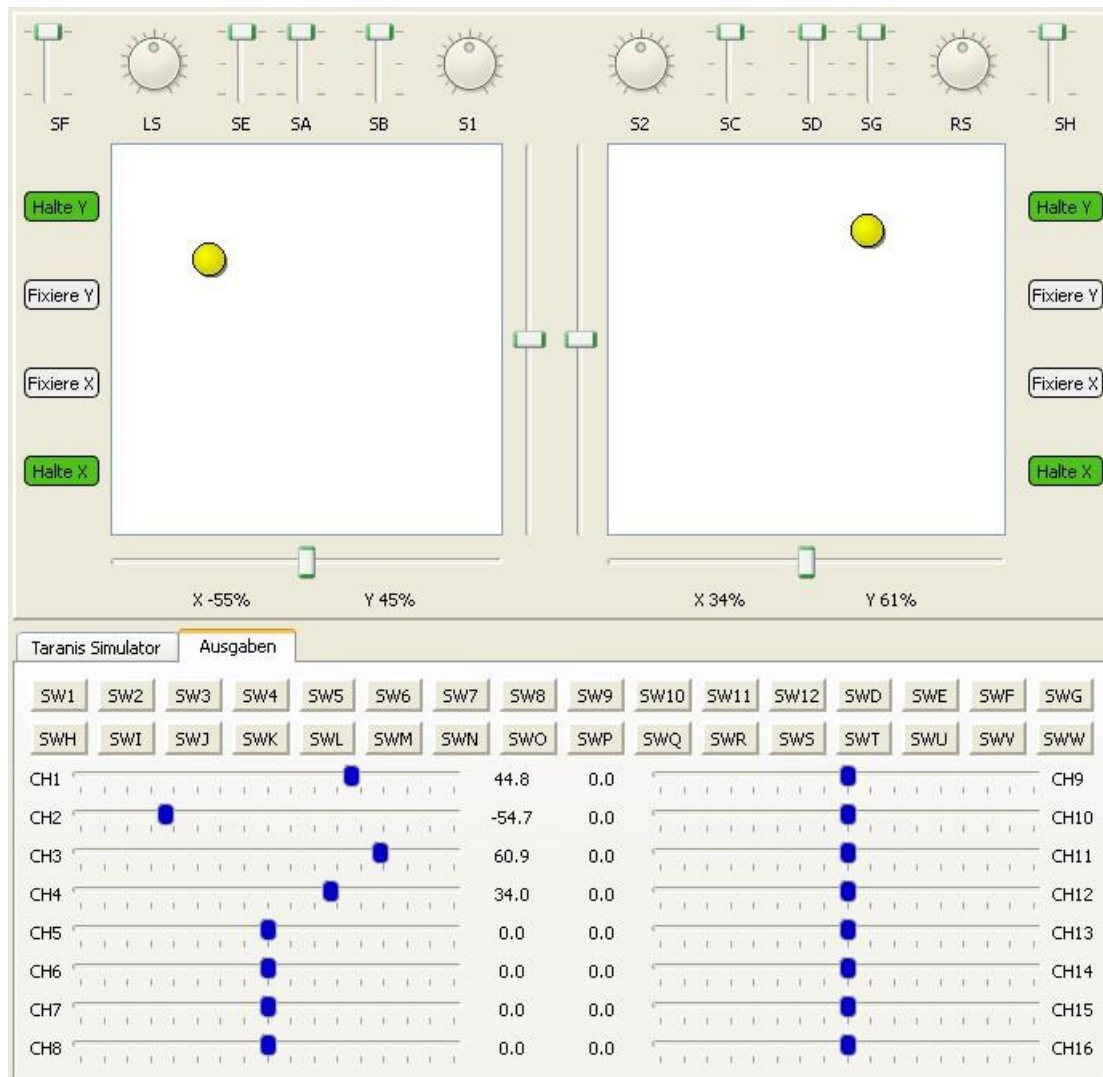 SF LS SE SA SB S1 S2 SC SD SG RS SH
Halte Y Halte Y
Fixiere Y Fixiere Y
Fixiere X Fixiere X
Halte X Halte X
X -55% Y 45% X 34% Y 61%
Taranis Simulator Ausgaben
SW1 SW2 SW3 SW4 SW5 SW6 SW7 SW8 SW9 SW10 SW11 SW12 SWD SWE SWF SWG
SWH SWI SWJ SWK SWL SWM SWN SWO SWP SWQ SWR SWS SWT SWU SWV SWW
CH1 44.8 0.0 CH9
CH2 -54.7 0.0 CH10
CH3 60.9 0.0 CH11
CH4 34.0 0.0 CH12
CH5 0.0 0.0 CH13
CH6 0.0 0.0 CH14
CH7 0.0 0.0 CH15
CH8 0.0 0.0 CH16